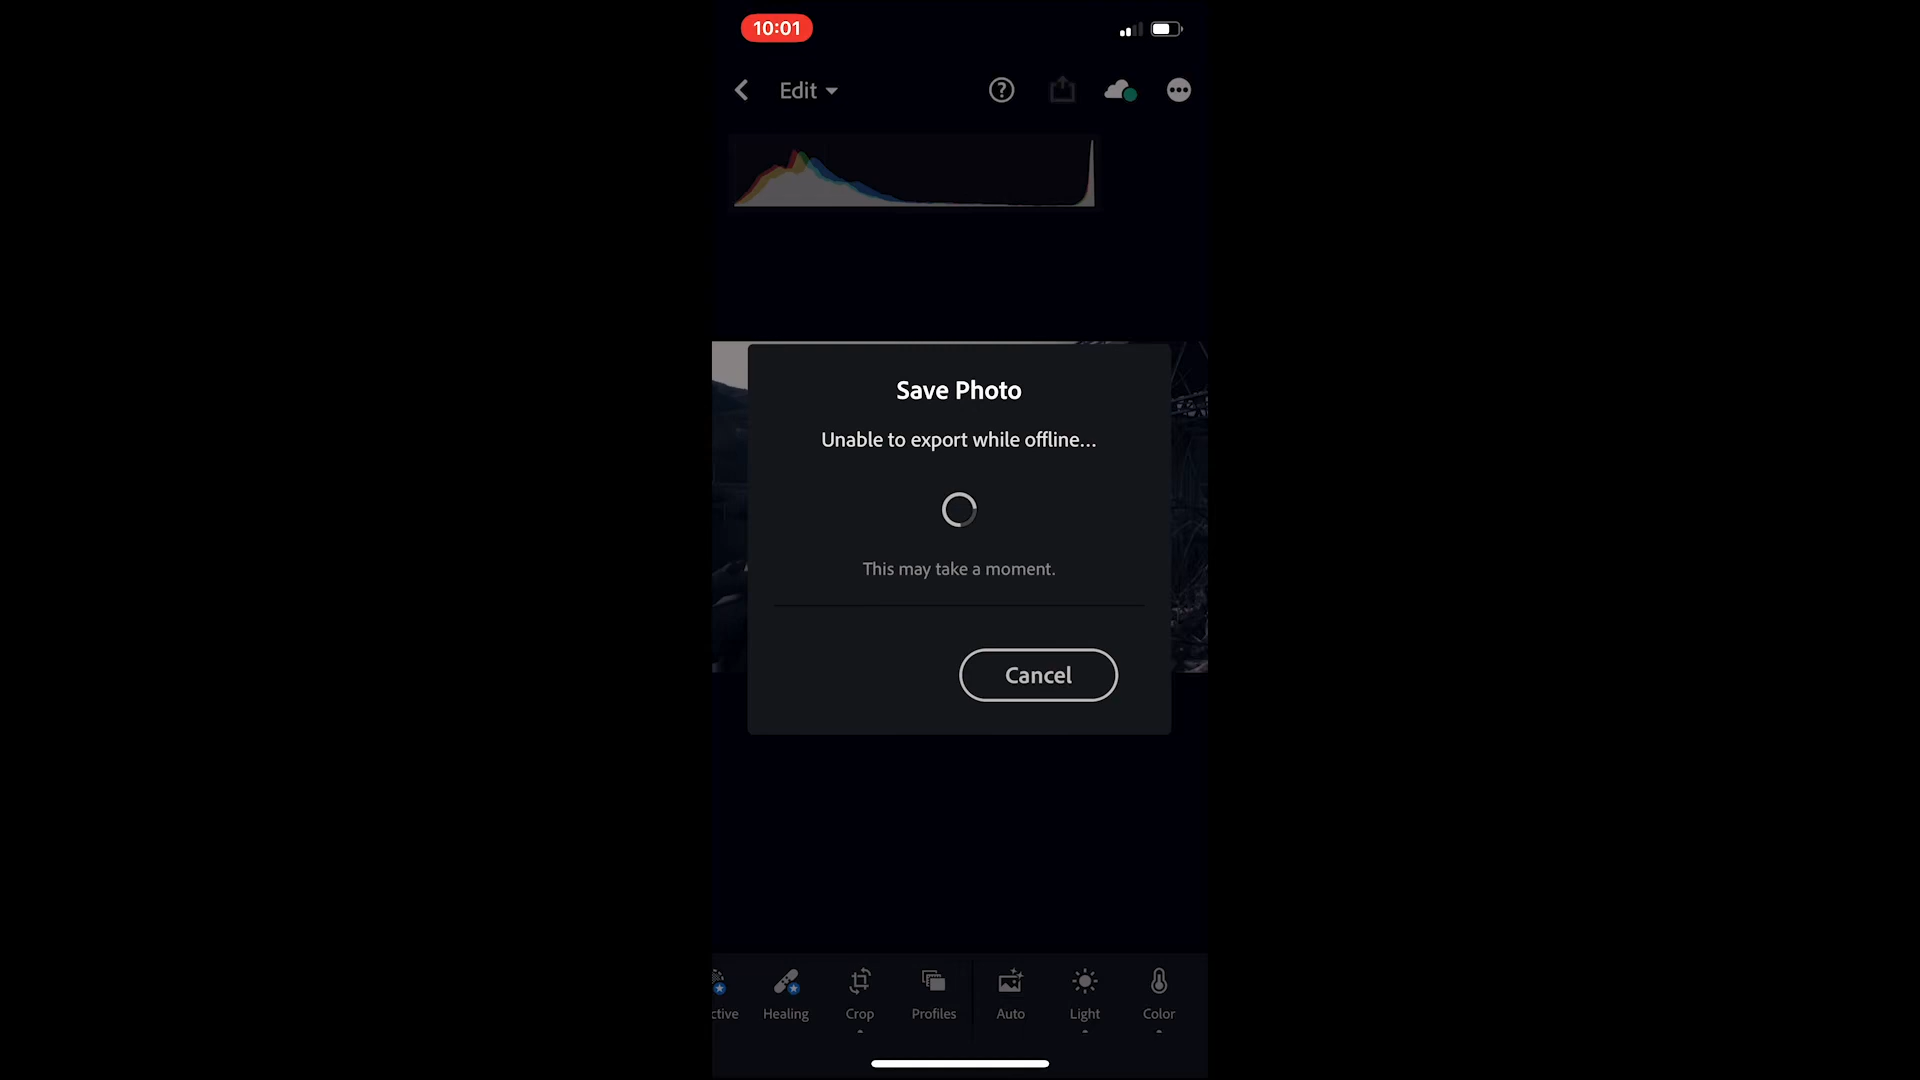 10:01
Edit
Save Photo
Unable to export while offline...
This may take a moment.
Cancel
ctive
Healing
Crop
Profiles
Auto
Light
Color